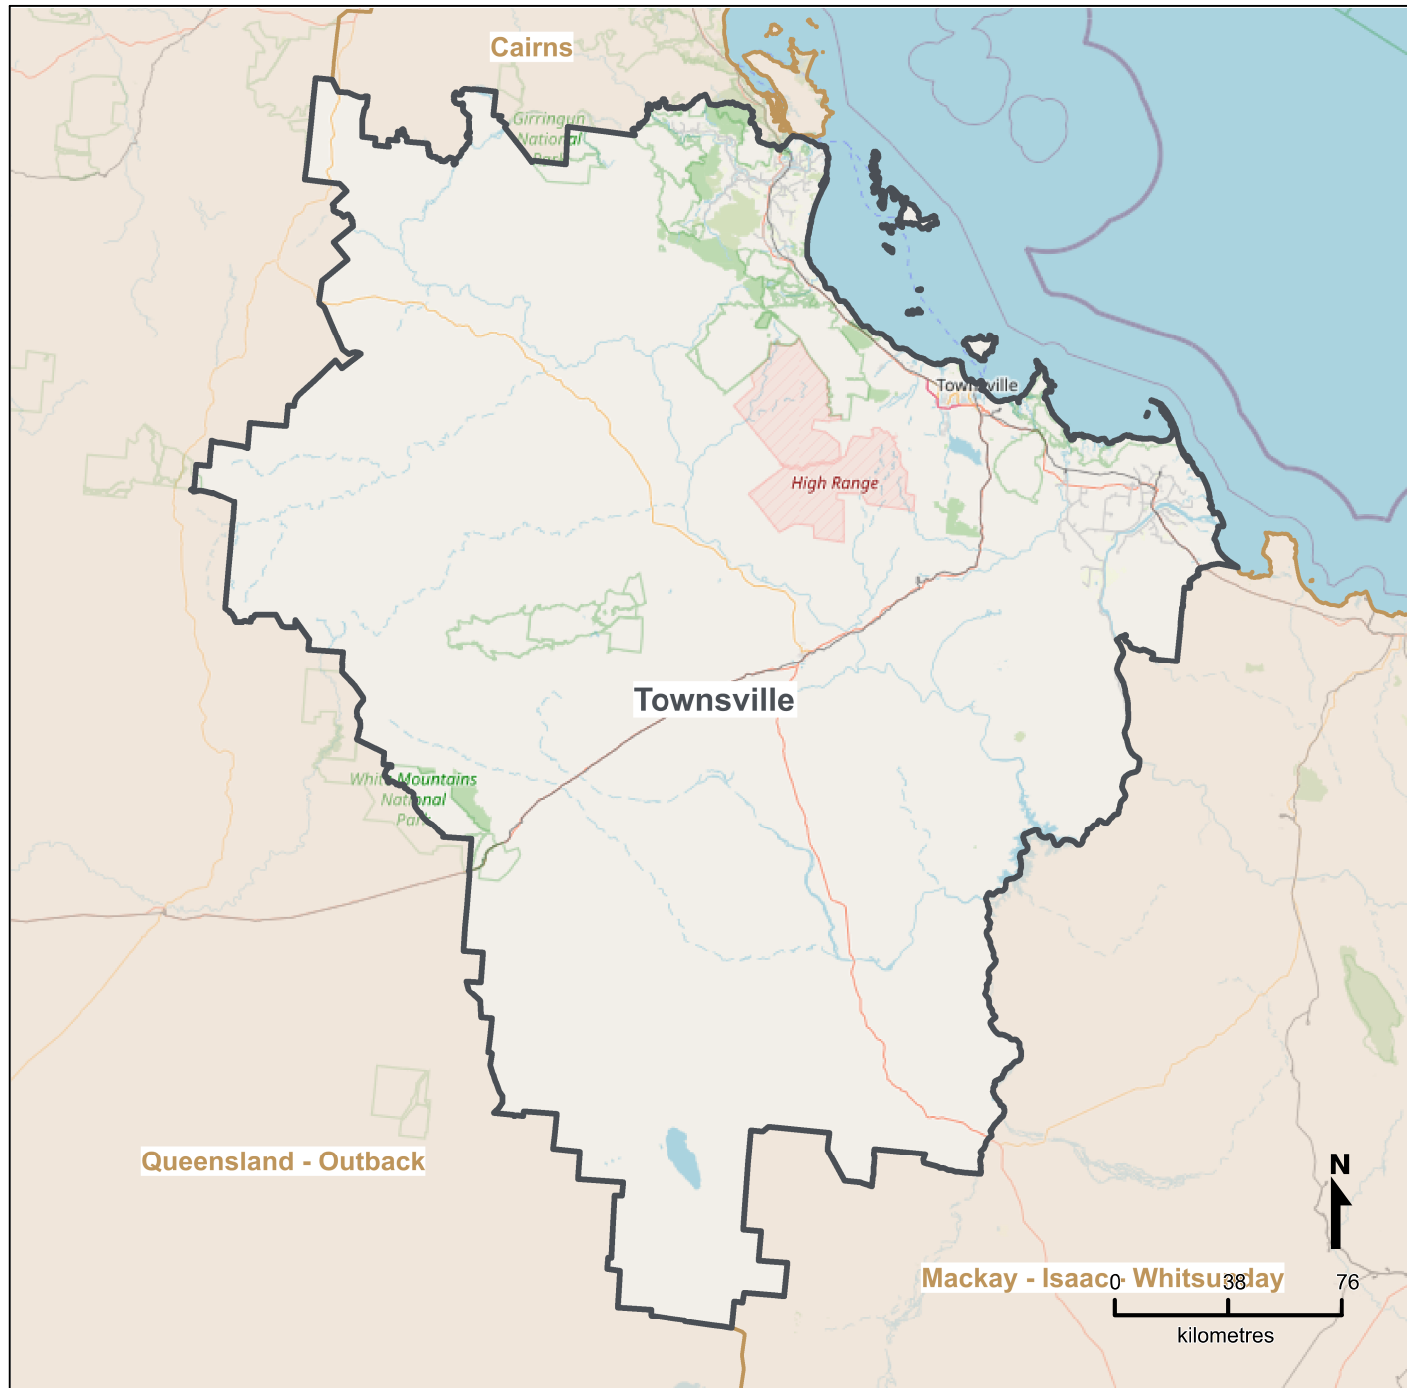 Cairns
Girringun
National
Park
Townsville
High Range
Townsville
White Mountains
National
Park
Queensland - Outback
N
Mackay - Isaac - Whitsunday
0 38 76
kilometres